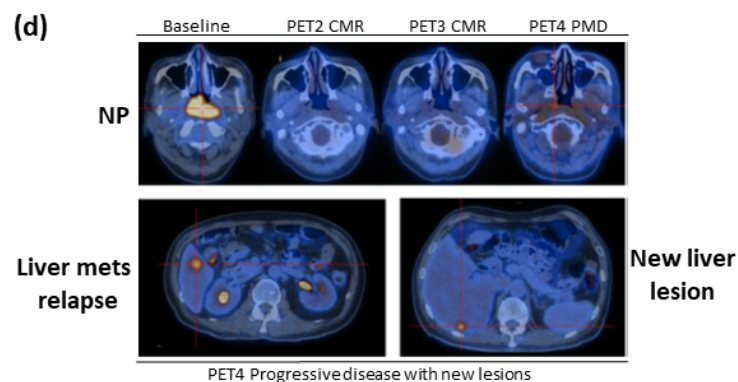 (d)
Baseline PET2 CMR PET3 CMR PET4 PMD
NP
Liver mets
relapse
New liver
lesion
PET4 Progressive disease with new lesions